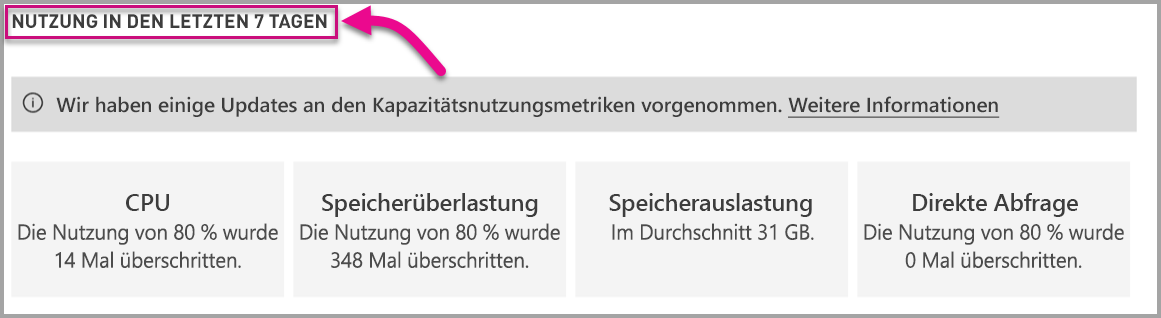 NUTZUNG IN DEN LETZTEN 7 TAGEN
Wir haben einige Updates an den Kapazitätsnutzungsmetriken vorgenommen. Weitere Informationen
CPU
Die Nutzung von 80 % wurde
14 Mal überschritten.
Speicherüberlastung
Die Nutzung von 80 % wurde
348 Mal überschritten.
Speicherauslastung
Im Durchschnitt 31 GB.
Direkte Abfrage
Die Nutzung von 80 % wurde
0 Mal überschritten.